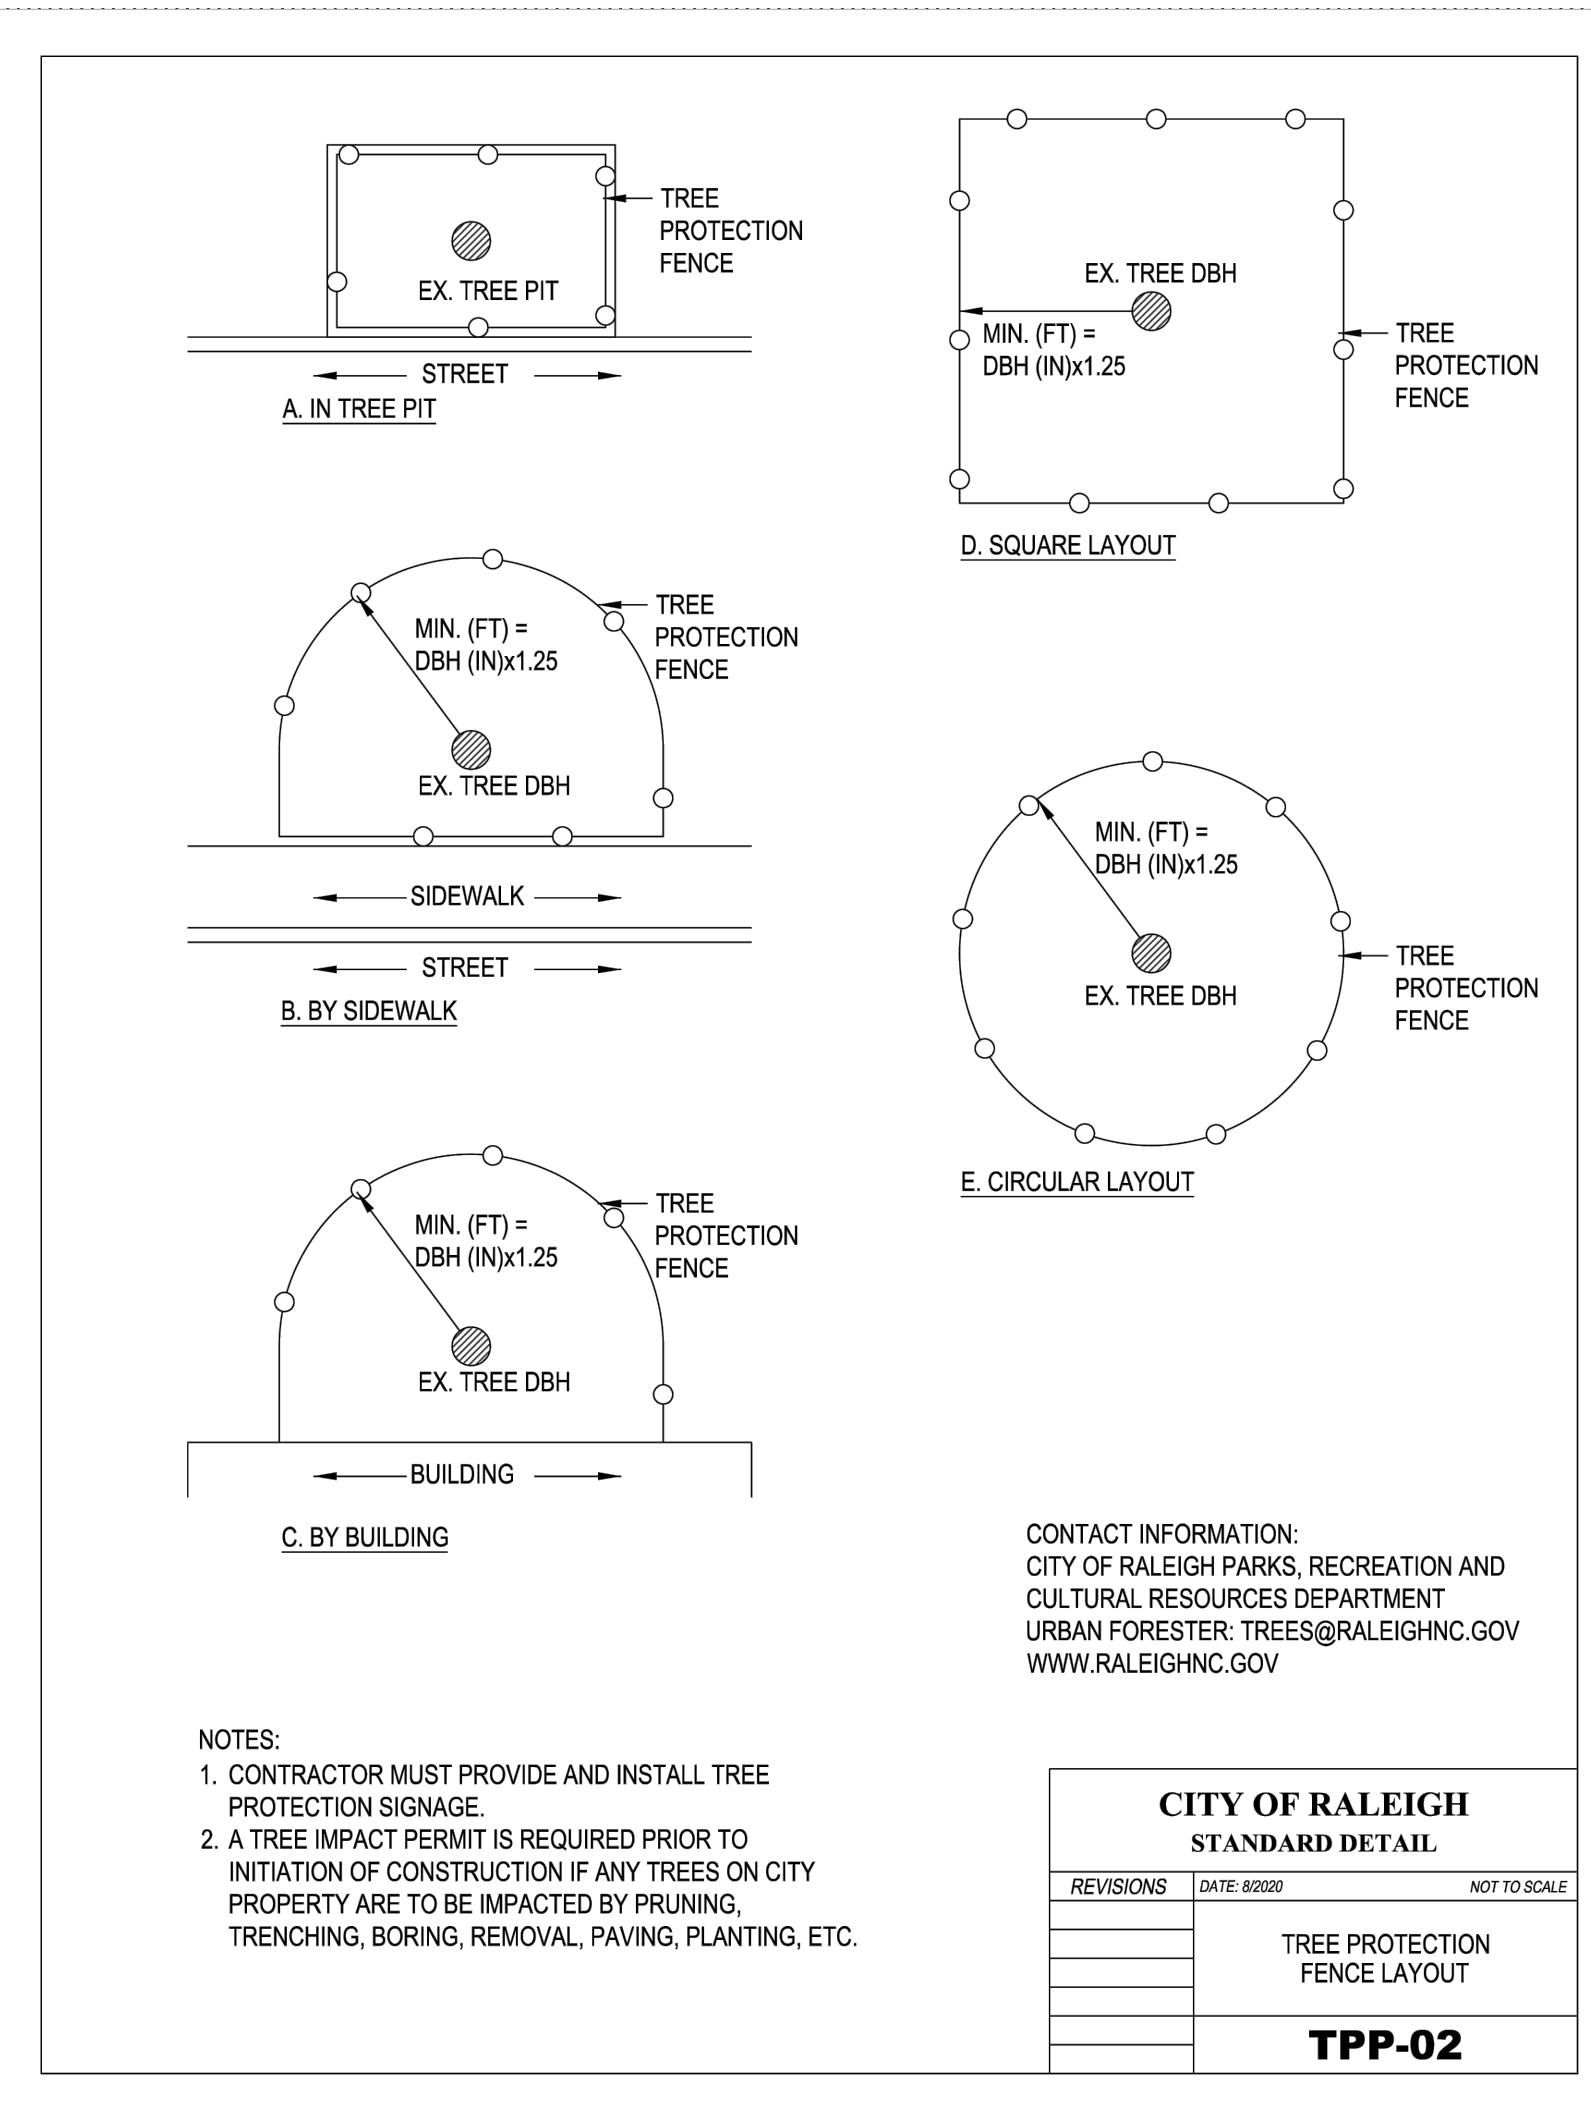 TREE
PROTECTION
FENCE
EX. TREE PIT
STREET
A. IN TREE PIT
EX. TREE DBH
MIN. (FT) =
DBH (IN)x1.25
TREE
PROTECTION
FENCE
D. SQUARE LAYOUT
MIN. (FT) =
DBH (IN)x1.25
TREE
PROTECTION
FENCE
EX. TREE DBH
SIDEWALK
STREET
B. BY SIDEWALK
MIN. (FT) =
DBH (IN)x1.25
EX. TREE DBH
TREE
PROTECTION
FENCE
E. CIRCULAR LAYOUT
MIN. (FT) =
DBH (IN)x1.25
TREE
PROTECTION
FENCE
EX. TREE DBH
BUILDING
C. BY BUILDING
CONTACT INFORMATION:
CITY OF RALEIGH PARKS, RECREATION AND
CULTURAL RESOURCES DEPARTMENT
URBAN FORESTER: TREES@RALEIGHNC.GOV
WWW.RALEIGHNC.GOV
NOTES:
1. CONTRACTOR MUST PROVIDE AND INSTALL TREE
PROTECTION SIGNAGE.
2. A TREE IMPACT PERMIT IS REQUIRED PRIOR TO
INITIATION OF CONSTRUCTION IF ANY TREES ON CITY
PROPERTY ARE TO BE IMPACTED BY PRUNING,
TRENCHING, BORING, REMOVAL, PAVING, PLANTING, ETC.
CITY OF RALEIGH
STANDARD DETAIL
REVISIONS
DATE: 8/2020
NOT TO SCALE
TREE PROTECTION
FENCE LAYOUT
TPP-02